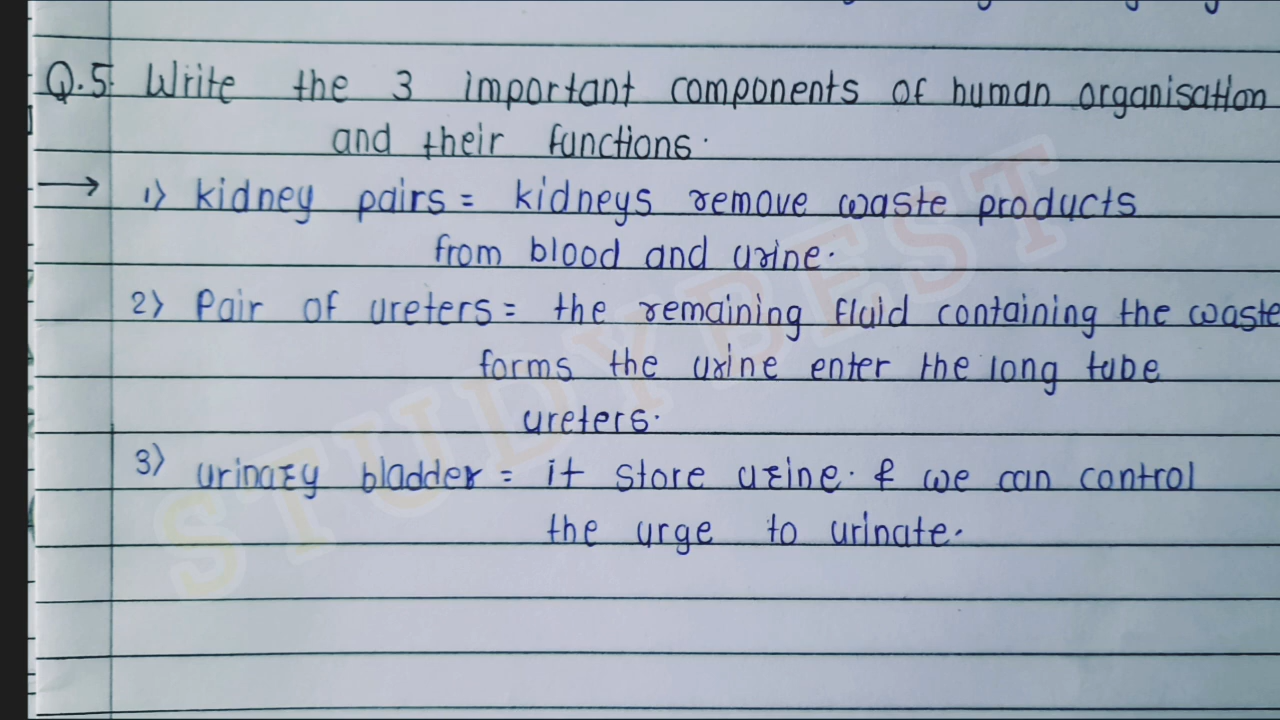 Q.5 Write the 3 important components of human organisation
and their functions.
→ 1) kidney pairs = kidneys remove waste products
from blood and urine.
2) Pair of ureters = the remaining fluid containing the waste
forms the urine enter the long tube
ureters.
3) urinary bladder = it store urine. & we can control
the urge to urinate.
STUDY BEST